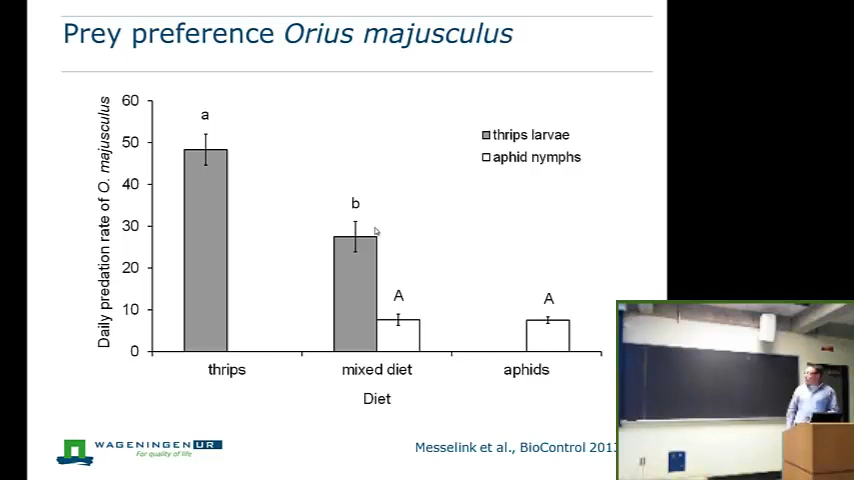 Prey preference Orius majusculus
Daily predation rate of O. majusculus
60
50
40
30
20
10
0
a
b
A
A
thrips larvae
aphid nymphs
thrips
mixed diet
aphids
Diet
WAGENINGEN UR
For quality of life
Messelink et al., BioControl